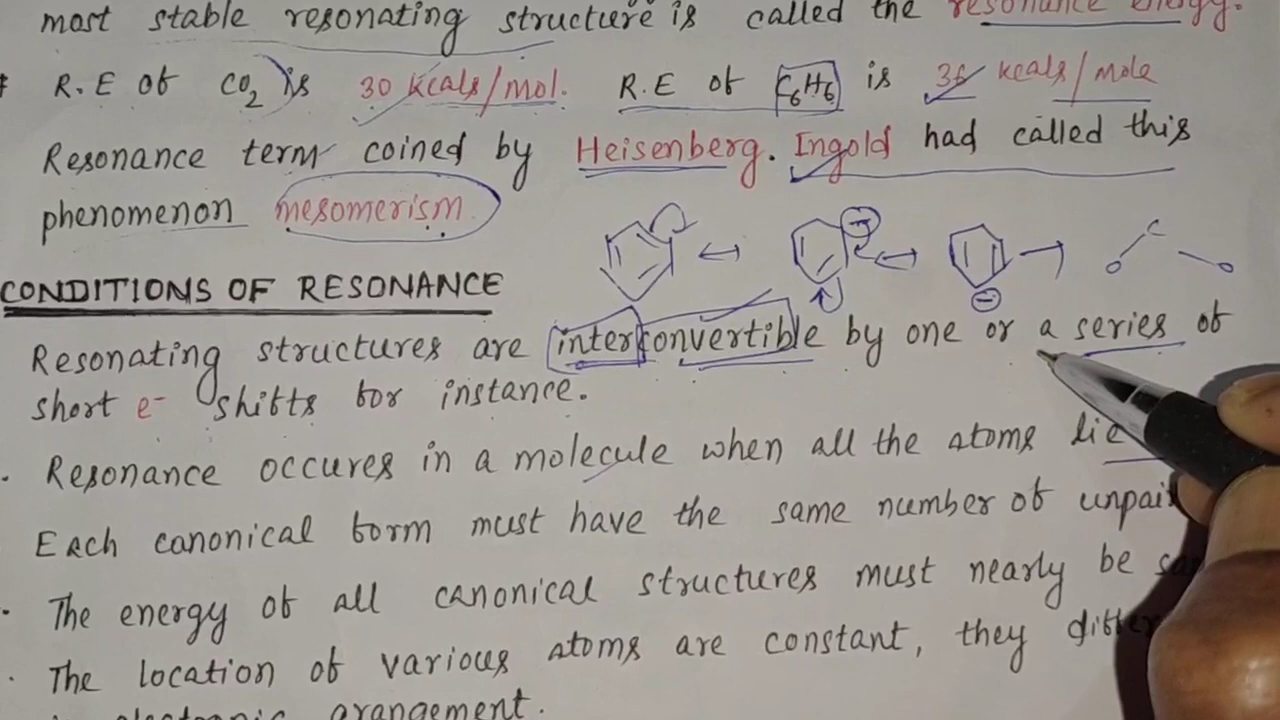 most stable resonating structure is called the resonance energy.
R.E of CO2 is 30 kcals/mol. R.E of C6H6 is 36 kcals/mole
Resonance term coined by Heisenberg. Ingold had called this
phenomenon mesomerism.
CONDITIONS OF RESONANCE
Resonating structures are interconvertible by one or a series of
short e- shifts for instance.
. Resonance occures in a molecule when all the atoms lie
Each canonical form must have the same number of
. The energy of all canonical structures must nearly be
. The location of various atoms are constant, they
arangement.